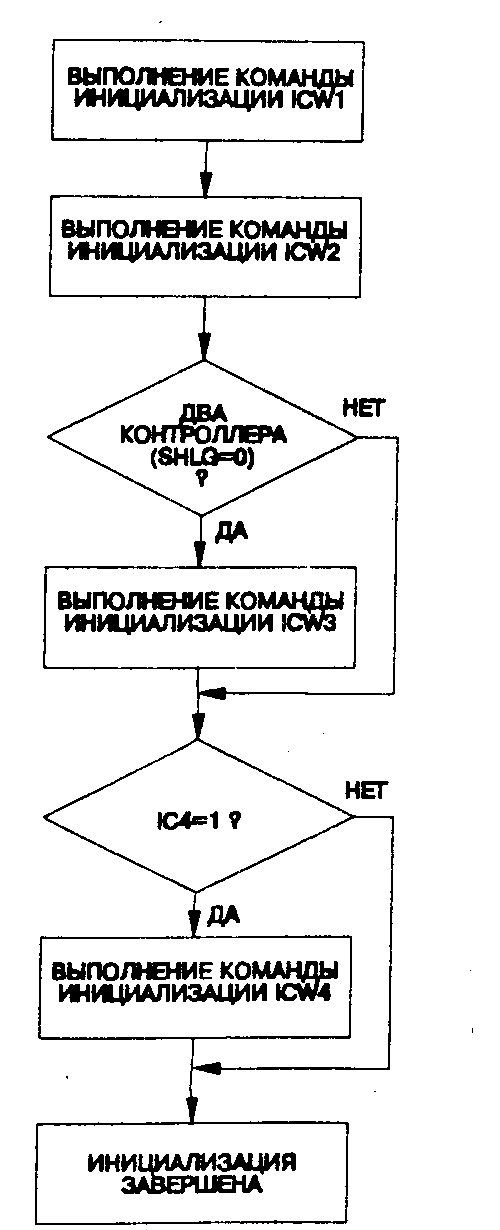 ВЫПОЛНЕНИЕ КОМАНДЫ
ИНИЦИАЛИЗАЦИИ ICW1
ВЫПОЛНЕНИЕ КОМАНДЫ
ИНИЦИАЛИЗАЦИИ ICW2
ДВА
КОНТРОЛЛЕРА
(SHLG=0)
?
НЕТ
ДА
ВЫПОЛНЕНИЕ КОМАНДЫ
ИНИЦИАЛИЗАЦИИ ICW3
IC4=1 ?
НЕТ
ДА
ВЫПОЛНЕНИЕ КОМАНДЫ
ИНИЦИАЛИЗАЦИИ ICW4
ИНИЦИАЛИЗАЦИЯ
ЗАВЕРШЕНА